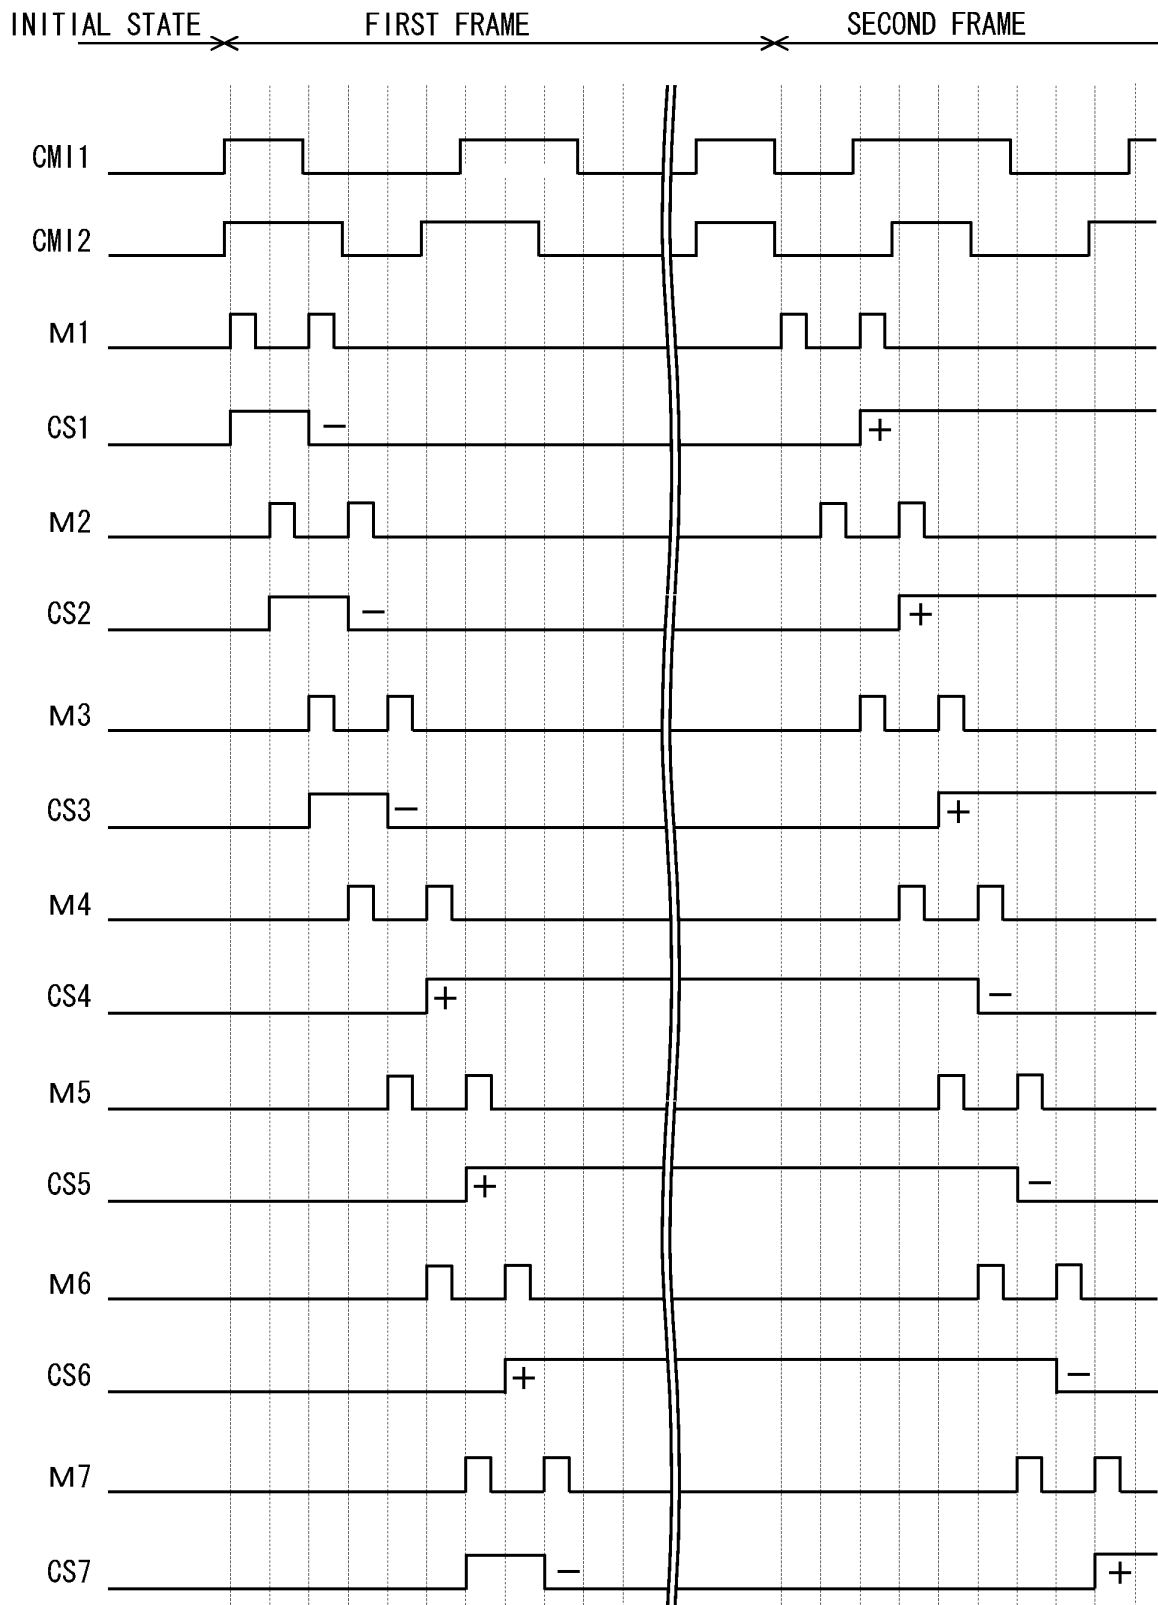 INITIAL STATE FIRST FRAME SECOND FRAME
CMI1
CMI2
M1
CS1 − +
M2
CS2 − +
M3
CS3 − +
M4
CS4 + −
M5
CS5 + −
M6
CS6 + −
M7
CS7 − +